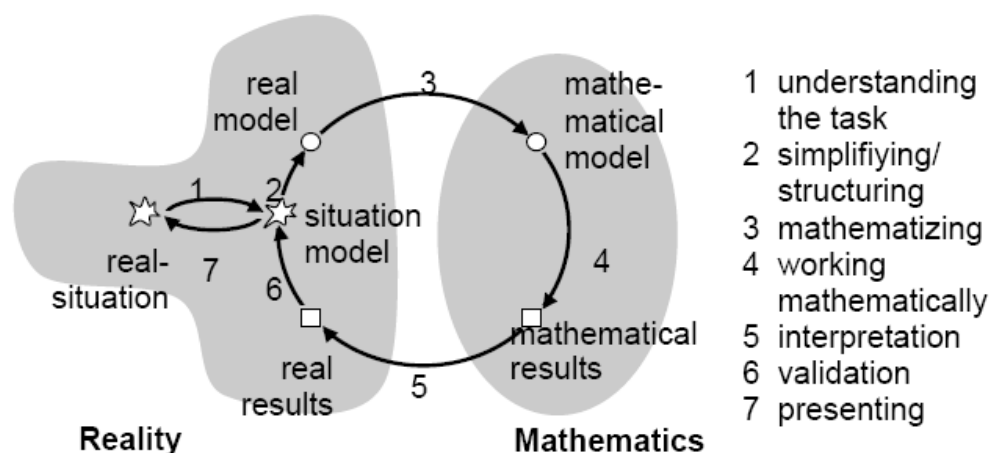 real
model
3
mathe-
matical
model
1
2
situation
model
real-
situation
7
6
4
mathematical
results
real
results
5
Reality
Mathematics
1 understanding
the task
2 simplifiying/
structuring
3 mathematizing
4 working
mathematically
5 interpretation
6 validation
7 presenting